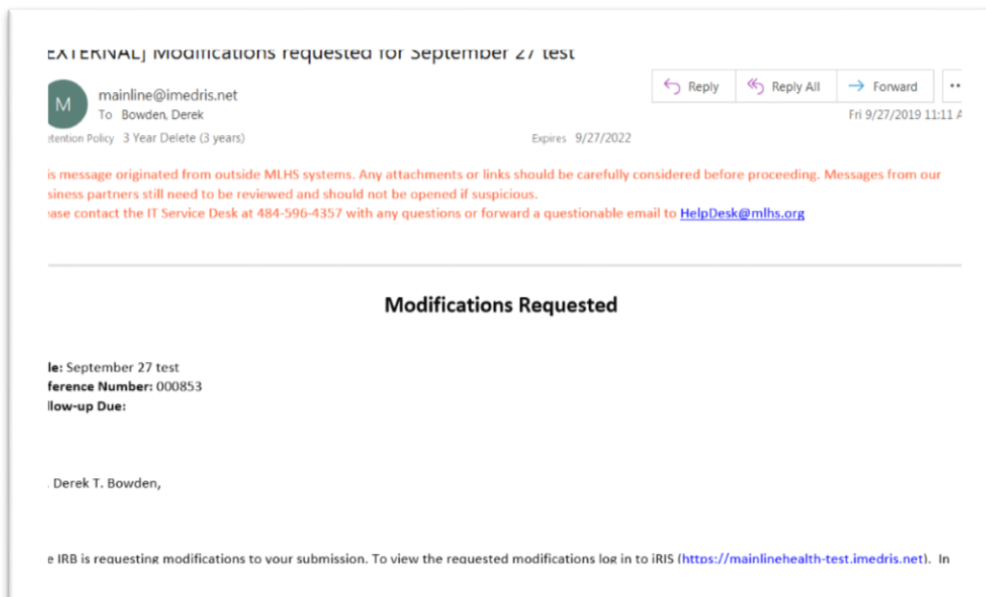 EXTERNAL] Modifications requested for September 27 test
M
mainline@imedris.net
To Bowden, Derek
Reply
Reply All
Forward
Fri 9/27/2019 11:11 A
etention Policy 3 Year Delete (3 years)
Expires 9/27/2022
is message originated from outside MLHS systems. Any attachments or links should be carefully considered before proceeding. Messages from our
siness partners still need to be reviewed and should not be opened if suspicious.
ase contact the IT Service Desk at 484-596-4357 with any questions or forward a questionable email to HelpDesk@mlhs.org
Modifications Requested
le: September 27 test
ference Number: 000853
llow-up Due:
. Derek T. Bowden,
e IRB is requesting modifications to your submission. To view the requested modifications log in to iRIS (https://mainlinehealth-test.imedris.net). In